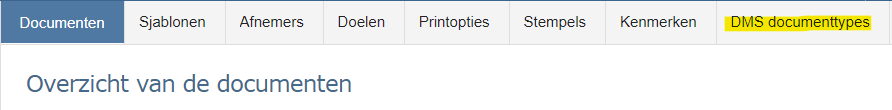 Documenten Sjablonen Afnemers Doelen Printopties Stempels Kenmerken DMS documenttypes
Overzicht van de documenten